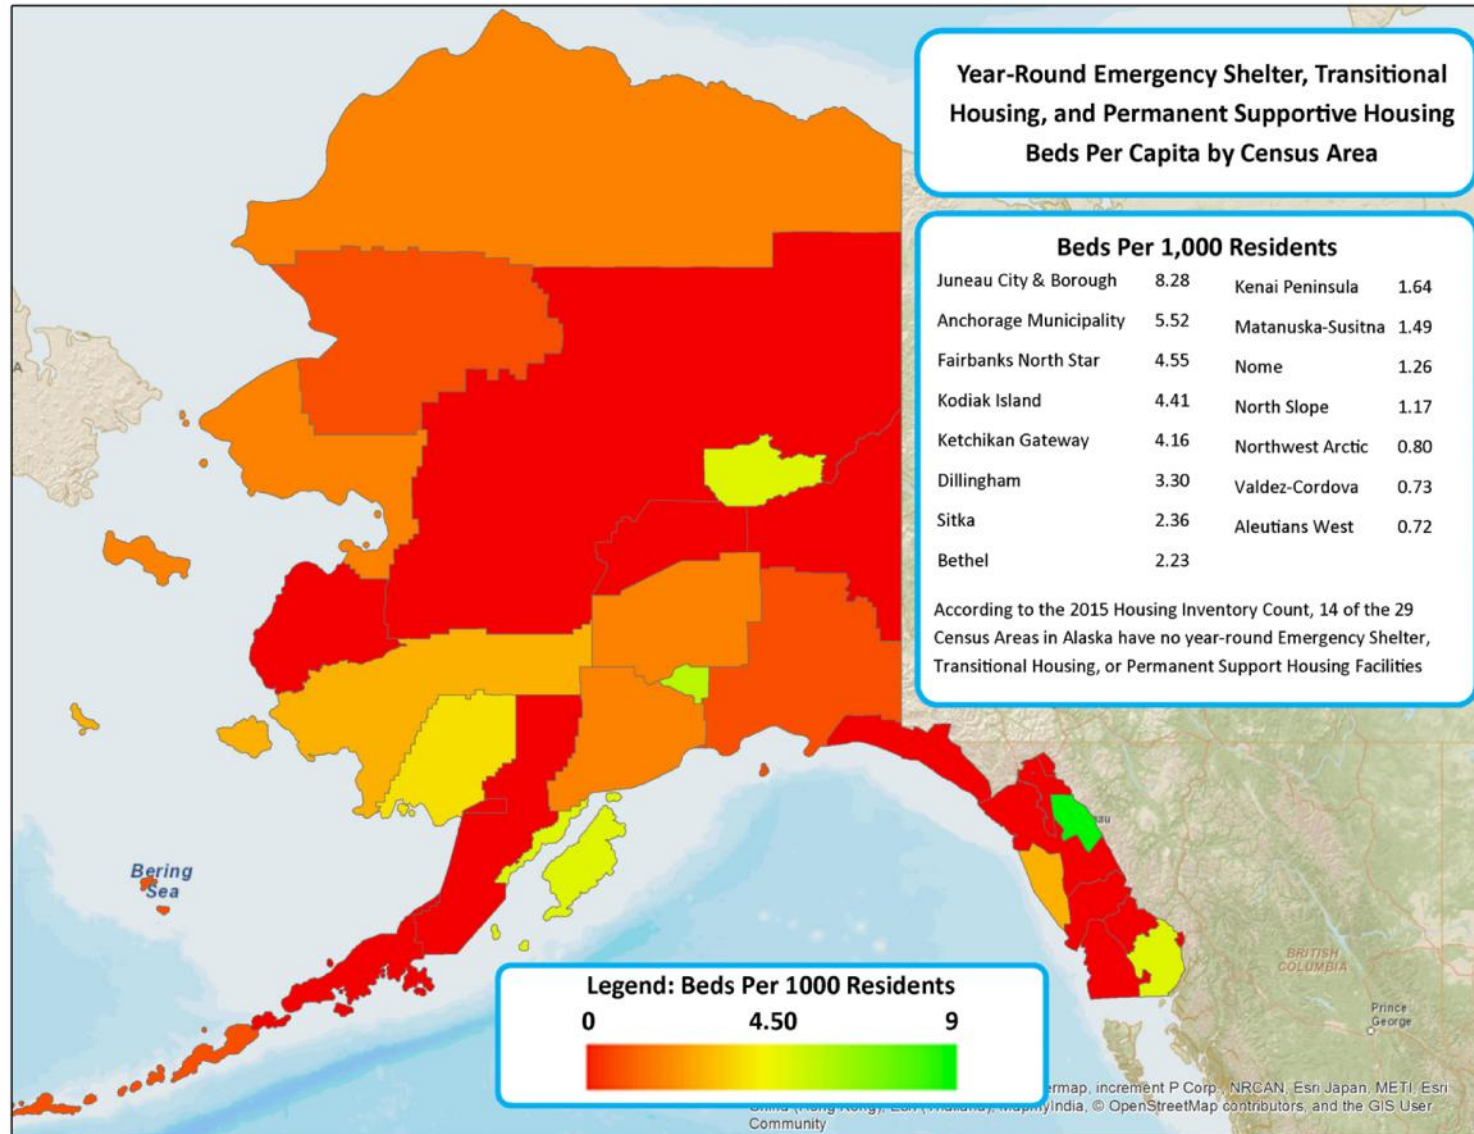 Year-Round Emergency Shelter, Transitional
Housing, and Permanent Supportive Housing
Beds Per Capita by Census Area
Beds Per 1,000 Residents
Juneau City & Borough 8.28
Anchorage Municipality 5.52
Fairbanks North Star 4.55
Kodiak Island 4.41
Ketchikan Gateway 4.16
Dillingham 3.30
Sitka 2.36
Bethel 2.23
Kenai Peninsula 1.64
Matanuska-Susitna 1.49
Nome 1.26
North Slope 1.17
Northwest Arctic 0.80
Valdez-Cordova 0.73
Aleutians West 0.72
According to the 2015 Housing Inventory Count, 14 of the 29
Census Areas in Alaska have no year-round Emergency Shelter,
Transitional Housing, or Permanent Support Housing Facilities
A
au
Bering
Sea
BRITISH
COLUMBIA
Prince
George
Legend: Beds Per 1000 Residents
0 4.50 9
ermap, increment P Corp., NRCAN, Esri Japan, METI, Esri
MapmyIndia, © OpenStreetMap contributors, and the GIS User
Community